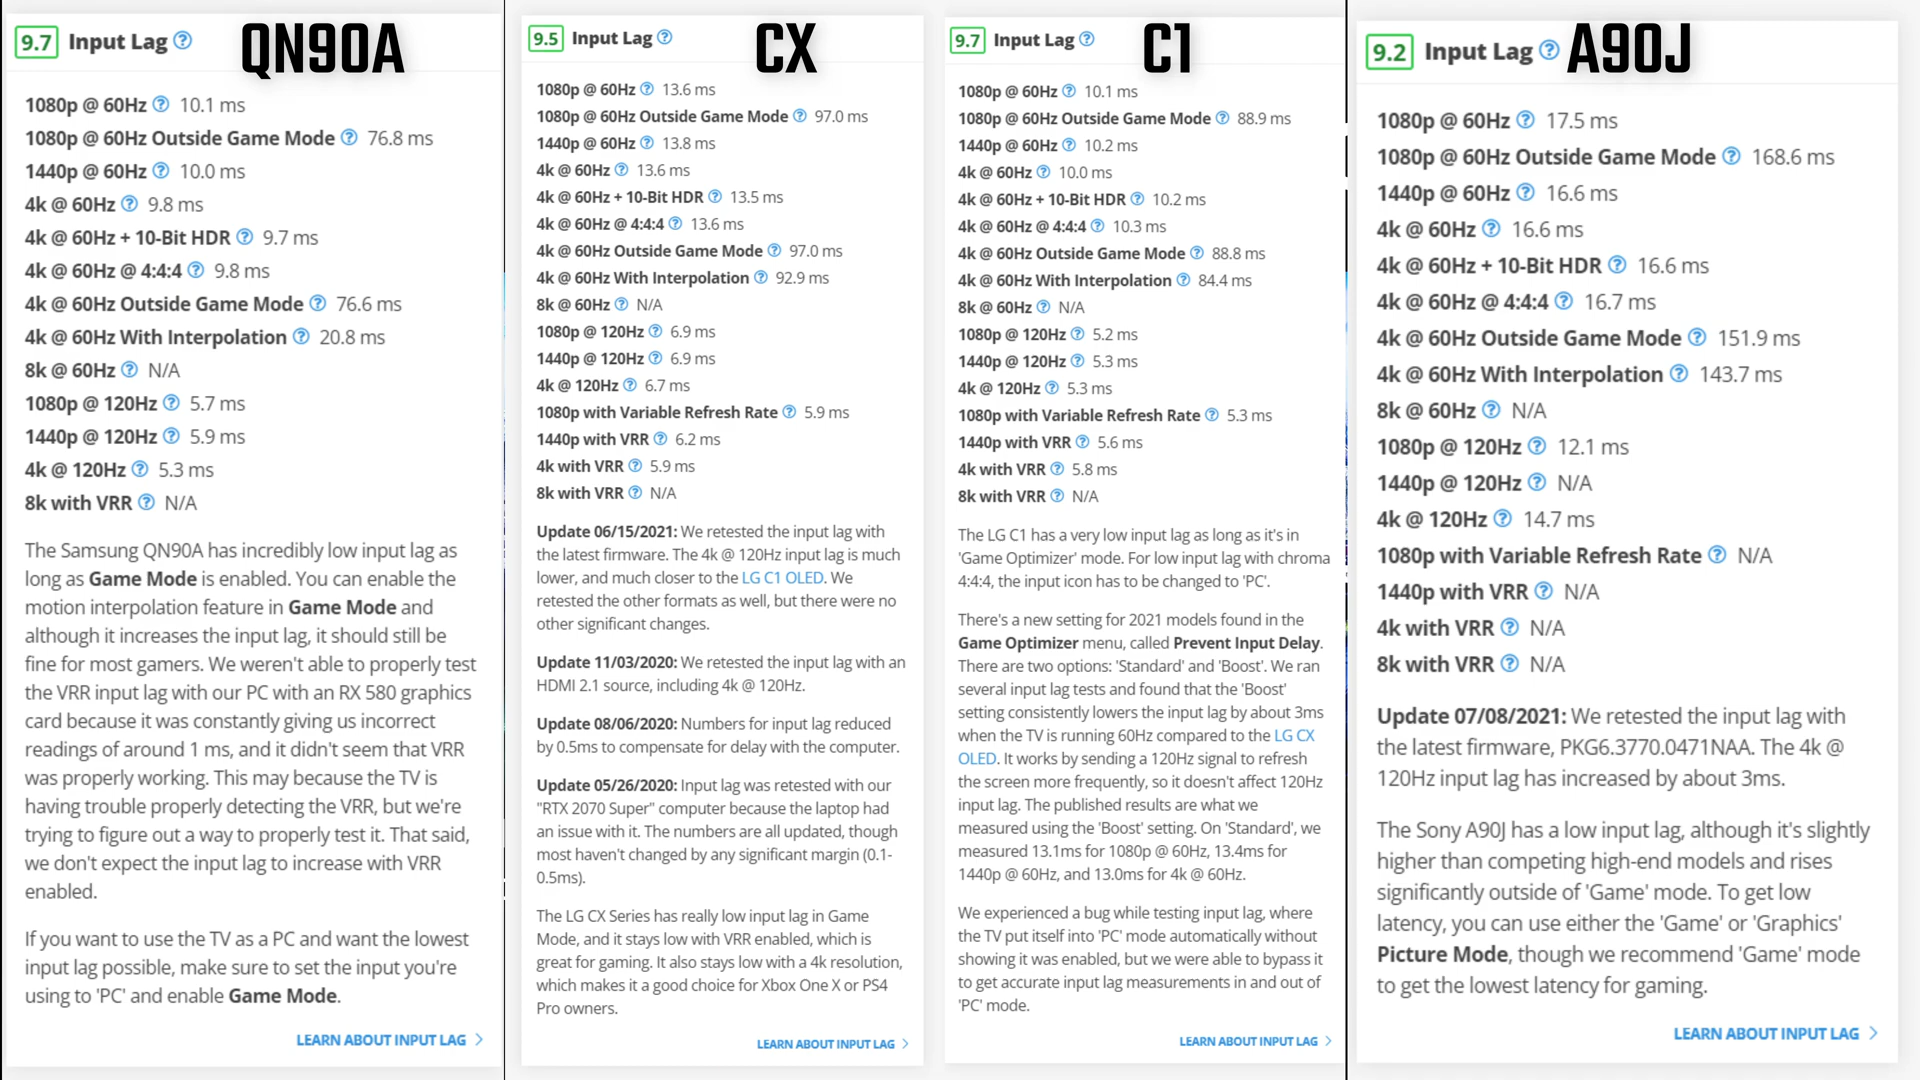 9.7 Input Lag ? QN90A
1080p @ 60Hz ? 10.1 ms
1080p @ 60Hz Outside Game Mode ? 76.8 ms
1440p @ 60Hz ? 10.0 ms
4k @ 60Hz ? 9.8 ms
4k @ 60Hz + 10-Bit HDR ? 9.7 ms
4k @ 60Hz @ 4:4:4 ? 9.8 ms
4k @ 60Hz Outside Game Mode ? 76.6 ms
4k @ 60Hz With Interpolation ? 20.8 ms
8k @ 60Hz ? N/A
1080p @ 120Hz ? 5.7 ms
1440p @ 120Hz ? 5.9 ms
4k @ 120Hz ? 5.3 ms
8k with VRR ? N/A
The Samsung QN90A has incredibly low input lag as
long as Game Mode is enabled. You can enable the
motion interpolation feature in Game Mode and
although it increases the input lag, it should still be
fine for most gamers. We weren't able to properly test
the VRR input lag with our PC with an RX 580 graphics
card because it was constantly giving us incorrect
readings of around 1 ms, and it didn't seem that VRR
was properly working. This may because the TV is
having trouble properly detecting the VRR, but we're
trying to figure out a way to properly test it. That said,
we don't expect the input lag to increase with VRR
enabled.
If you want to use the TV as a PC and want the lowest
input lag possible, make sure to set the input you're
using to 'PC' and enable Game Mode.
LEARN ABOUT INPUT LAG >
9.5 Input Lag ? CX
1080p @ 60Hz ? 13.6 ms
1080p @ 60Hz Outside Game Mode ? 97.0 ms
1440p @ 60Hz ? 13.8 ms
4k @ 60Hz ? 13.6 ms
4k @ 60Hz + 10-Bit HDR ? 13.5 ms
4k @ 60Hz @ 4:4:4 ? 13.6 ms
4k @ 60Hz Outside Game Mode ? 97.0 ms
4k @ 60Hz With Interpolation ? 92.9 ms
8k @ 60Hz ? N/A
1080p @ 120Hz ? 6.9 ms
1440p @ 120Hz ? 6.9 ms
4k @ 120Hz ? 6.7 ms
1080p with Variable Refresh Rate ? 5.9 ms
1440p with VRR ? 6.2 ms
4k with VRR ? 5.9 ms
8k with VRR ? N/A
Update 06/15/2021: We retested the input lag with
the latest firmware. The 4k @ 120Hz input lag is much
lower, and much closer to the LG C1 OLED. We
retested the other formats as well, but there were no
other significant changes.
Update 11/03/2020: We retested the input lag with an
HDMI 2.1 source, including 4k @ 120Hz.
Update 08/06/2020: Numbers for input lag reduced
by 0.5ms to compensate for delay with the computer.
Update 05/26/2020: Input lag was retested with our
"RTX 2070 Super" computer because the laptop had
an issue with it. The numbers are all updated, though
most haven't changed by any significant margin (0.1-
0.5ms).
The LG CX Series has really low input lag in Game
Mode, and it stays low with VRR enabled, which is
great for gaming. It also stays low with a 4k resolution,
which makes it a good choice for Xbox One X or PS4
Pro owners.
LEARN ABOUT INPUT LAG >
9.7 Input Lag ? C1
1080p @ 60Hz ? 10.1 ms
1080p @ 60Hz Outside Game Mode ? 88.9 ms
1440p @ 60Hz ? 10.2 ms
4k @ 60Hz ? 10.0 ms
4k @ 60Hz + 10-Bit HDR ? 10.2 ms
4k @ 60Hz @ 4:4:4 ? 10.3 ms
4k @ 60Hz Outside Game Mode ? 88.8 ms
4k @ 60Hz With Interpolation ? 84.4 ms
8k @ 60Hz ? N/A
1080p @ 120Hz ? 5.2 ms
1440p @ 120Hz ? 5.3 ms
4k @ 120Hz ? 5.3 ms
1080p with Variable Refresh Rate ? 5.3 ms
1440p with VRR ? 5.6 ms
4k with VRR ? 5.8 ms
8k with VRR ? N/A
The LG C1 has a very low input lag as long as it's in
'Game Optimizer' mode. For low input lag with chroma
4:4:4, the input icon has to be changed to 'PC'.
There's a new setting for 2021 models found in the
Game Optimizer menu, called Prevent Input Delay.
There are two options: 'Standard' and 'Boost'. We ran
several input lag tests and found that the 'Boost'
setting consistently lowers the input lag by about 3ms
when the TV is running 60Hz compared to the LG CX
OLED. It works by sending a 120Hz signal to refresh
the screen more frequently, so it doesn't affect 120Hz
input lag. The published results are what we
measured using the 'Boost' setting. On 'Standard', we
measured 13.1ms for 1080p @ 60Hz, 13.4ms for
1440p @ 60Hz, and 13.0ms for 4k @ 60Hz.
We experienced a bug while testing input lag, where
the TV put itself into 'PC' mode automatically without
showing it was enabled, but we were able to bypass it
to get accurate input lag measurements in and out of
'PC' mode.
LEARN ABOUT INPUT LAG >
9.2 Input Lag ? A90J
1080p @ 60Hz ? 17.5 ms
1080p @ 60Hz Outside Game Mode ? 168.6 ms
1440p @ 60Hz ? 16.6 ms
4k @ 60Hz ? 16.6 ms
4k @ 60Hz + 10-Bit HDR ? 16.6 ms
4k @ 60Hz @ 4:4:4 ? 16.7 ms
4k @ 60Hz Outside Game Mode ? 151.9 ms
4k @ 60Hz With Interpolation ? 143.7 ms
8k @ 60Hz ? N/A
1080p @ 120Hz ? 12.1 ms
1440p @ 120Hz ? N/A
4k @ 120Hz ? 14.7 ms
1080p with Variable Refresh Rate ? N/A
1440p with VRR ? N/A
4k with VRR ? N/A
8k with VRR ? N/A
Update 07/08/2021: We retested the input lag with
the latest firmware, PKG6.3770.0471NAA. The 4k @
120Hz input lag has increased by about 3ms.
The Sony A90J has a low input lag, although it's slightly
higher than competing high-end models and rises
significantly outside of 'Game' mode. To get low
latency, you can use either the 'Game' or 'Graphics'
Picture Mode, though we recommend 'Game' mode
to get the lowest latency for gaming.
LEARN ABOUT INPUT LAG >